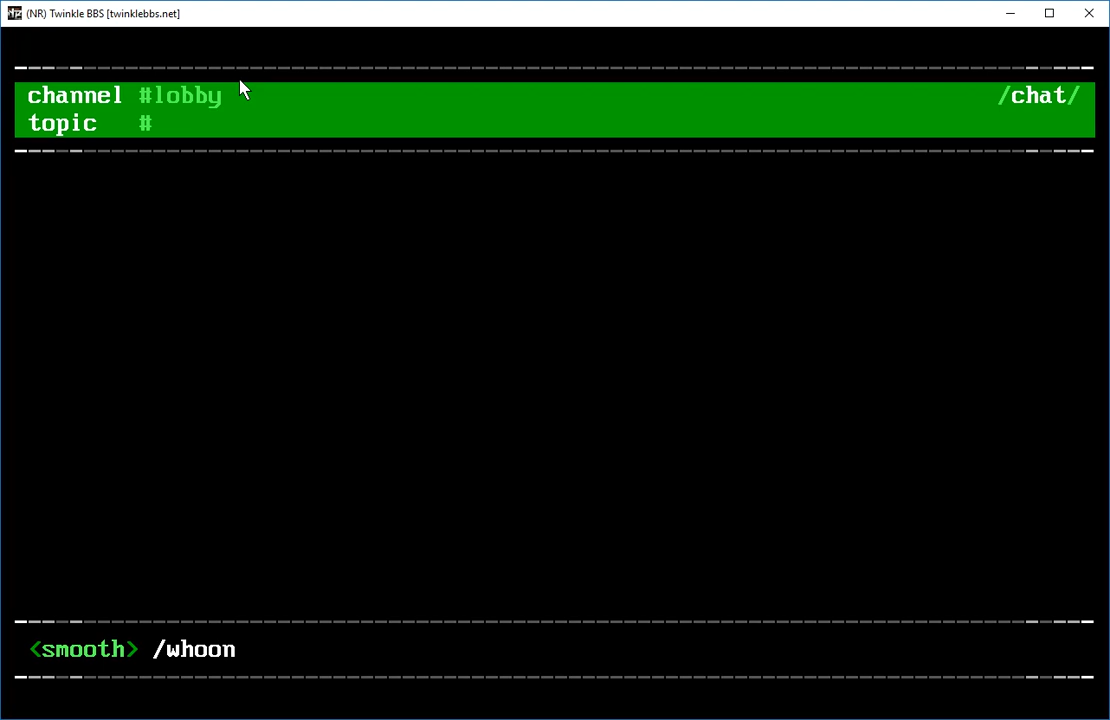 (NR) Twinkle BBS [twinklebbs.net]
channel #lobby /chat/
topic #
<smooth> /whoon